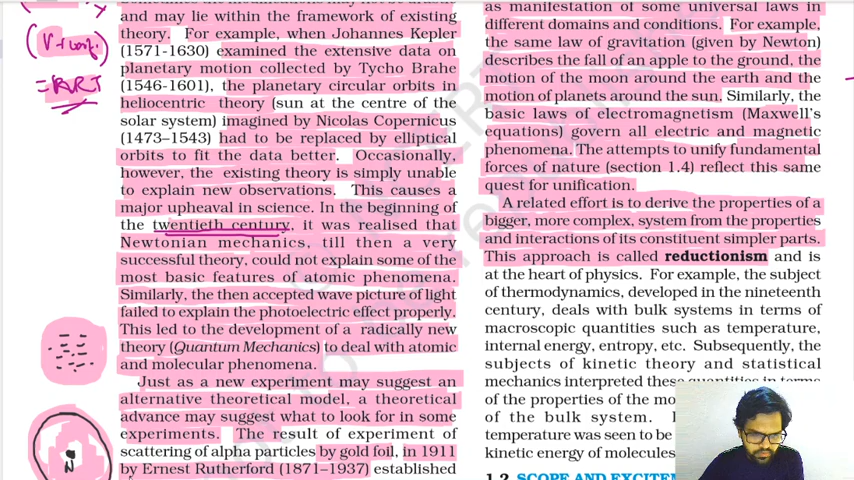 = RRJ
and may lie within the framework of existing
theory. For example, when Johannes Kepler
(1571-1630) examined the extensive data on
planetary motion collected by Tycho Brahe
(1546-1601), the planetary circular orbits in
heliocentric theory (sun at the centre of the
solar system) imagined by Nicolas Copernicus
(1473–1543) had to be replaced by elliptical
orbits to fit the data better. Occasionally,
however, the existing theory is simply unable
to explain new observations. This causes a
major upheaval in science. In the beginning of
the twentieth century, it was realised that
Newtonian mechanics, till then a very
successful theory, could not explain some of the
most basic features of atomic phenomena.
Similarly, the then accepted wave picture of light
failed to explain the photoelectric effect properly.
This led to the development of a radically new
theory (Quantum Mechanics) to deal with atomic
and molecular phenomena.
Just as a new experiment may suggest an
alternative theoretical model, a theoretical
advance may suggest what to look for in some
experiments. The result of experiment of
scattering of alpha particles by gold foil, in 1911
by Ernest Rutherford (1871–1937) established
N
as manifestation of some universal laws in
different domains and conditions. For example,
the same law of gravitation (given by Newton)
describes the fall of an apple to the ground, the
motion of the moon around the earth and the
motion of planets around the sun. Similarly, the
basic laws of electromagnetism (Maxwell's
equations) govern all electric and magnetic
phenomena. The attempts to unify fundamental
forces of nature (section 1.4) reflect this same
quest for unification.
A related effort is to derive the properties of a
bigger, more complex, system from the properties
and interactions of its constituent simpler parts.
This approach is called reductionism and is
at the heart of physics. For example, the subject
of thermodynamics, developed in the nineteenth
century, deals with bulk systems in terms of
macroscopic quantities such as temperature,
internal energy, entropy, etc. Subsequently, the
subjects of kinetic theory and statistical
mechanics interpreted these quantities in terms
of the properties of the
of the bulk system.
temperature was seen to be
kinetic energy of molecules
1.2 SCOPE AND